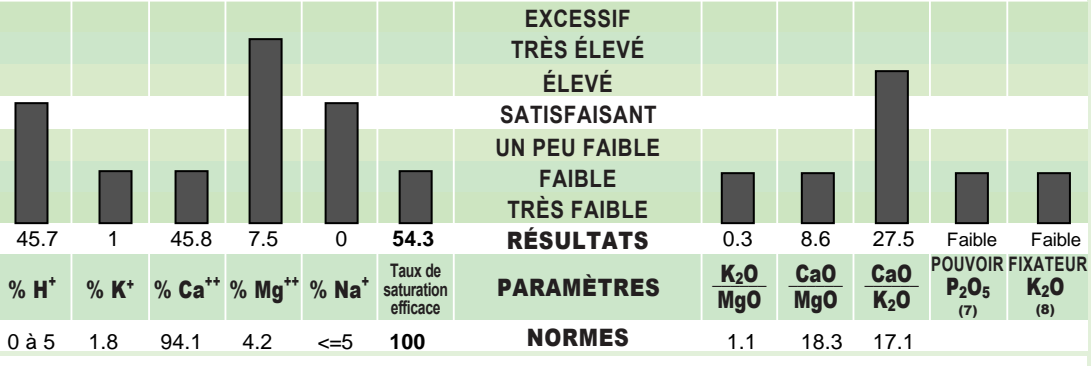 EXCESSIF
TRÈS ÉLEVÉ
ÉLEVÉ
SATISFAISANT
UN PEU FAIBLE
FAIBLE
TRÈS FAIBLE
45.7 1 45.8 7.5 0 54.3 RÉSULTATS 0.3 8.6 27.5 Faible Faible
% H⁺ % K⁺ % Ca⁺⁺ % Mg⁺⁺ % Na⁺ Taux de saturation efficace PARAMÈTRES K₂O/MgO CaO/MgO CaO/K₂O POUVOIR FIXATEUR P₂O₅ (7) K₂O (8)
0 à 5 1.8 94.1 4.2 <=5 100 NORMES 1.1 18.3 17.1